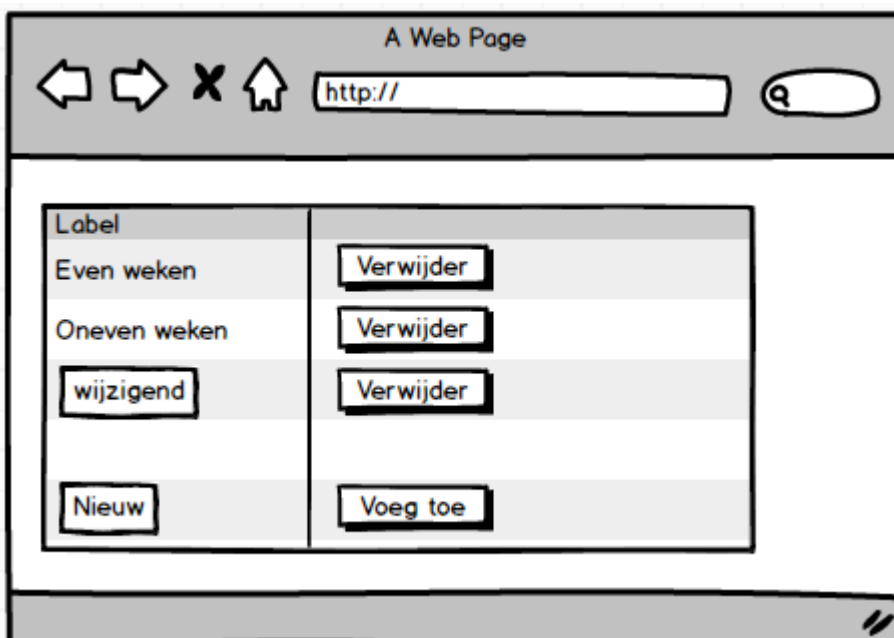 A Web Page
http://
Label
Even weken Verwijder
Oneven weken Verwijder
wijzigend Verwijder
Nieuw Voeg toe